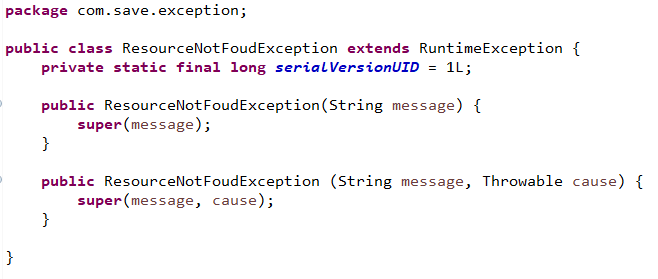 package com.save.exception;
public class ResourceNotFoudException extends RuntimeException {
private static final long serialVersionUID = 1L;
public ResourceNotFoudException(String message) {
super(message);
}
public ResourceNotFoudException (String message, Throwable cause) {
super(message, cause);
}
}